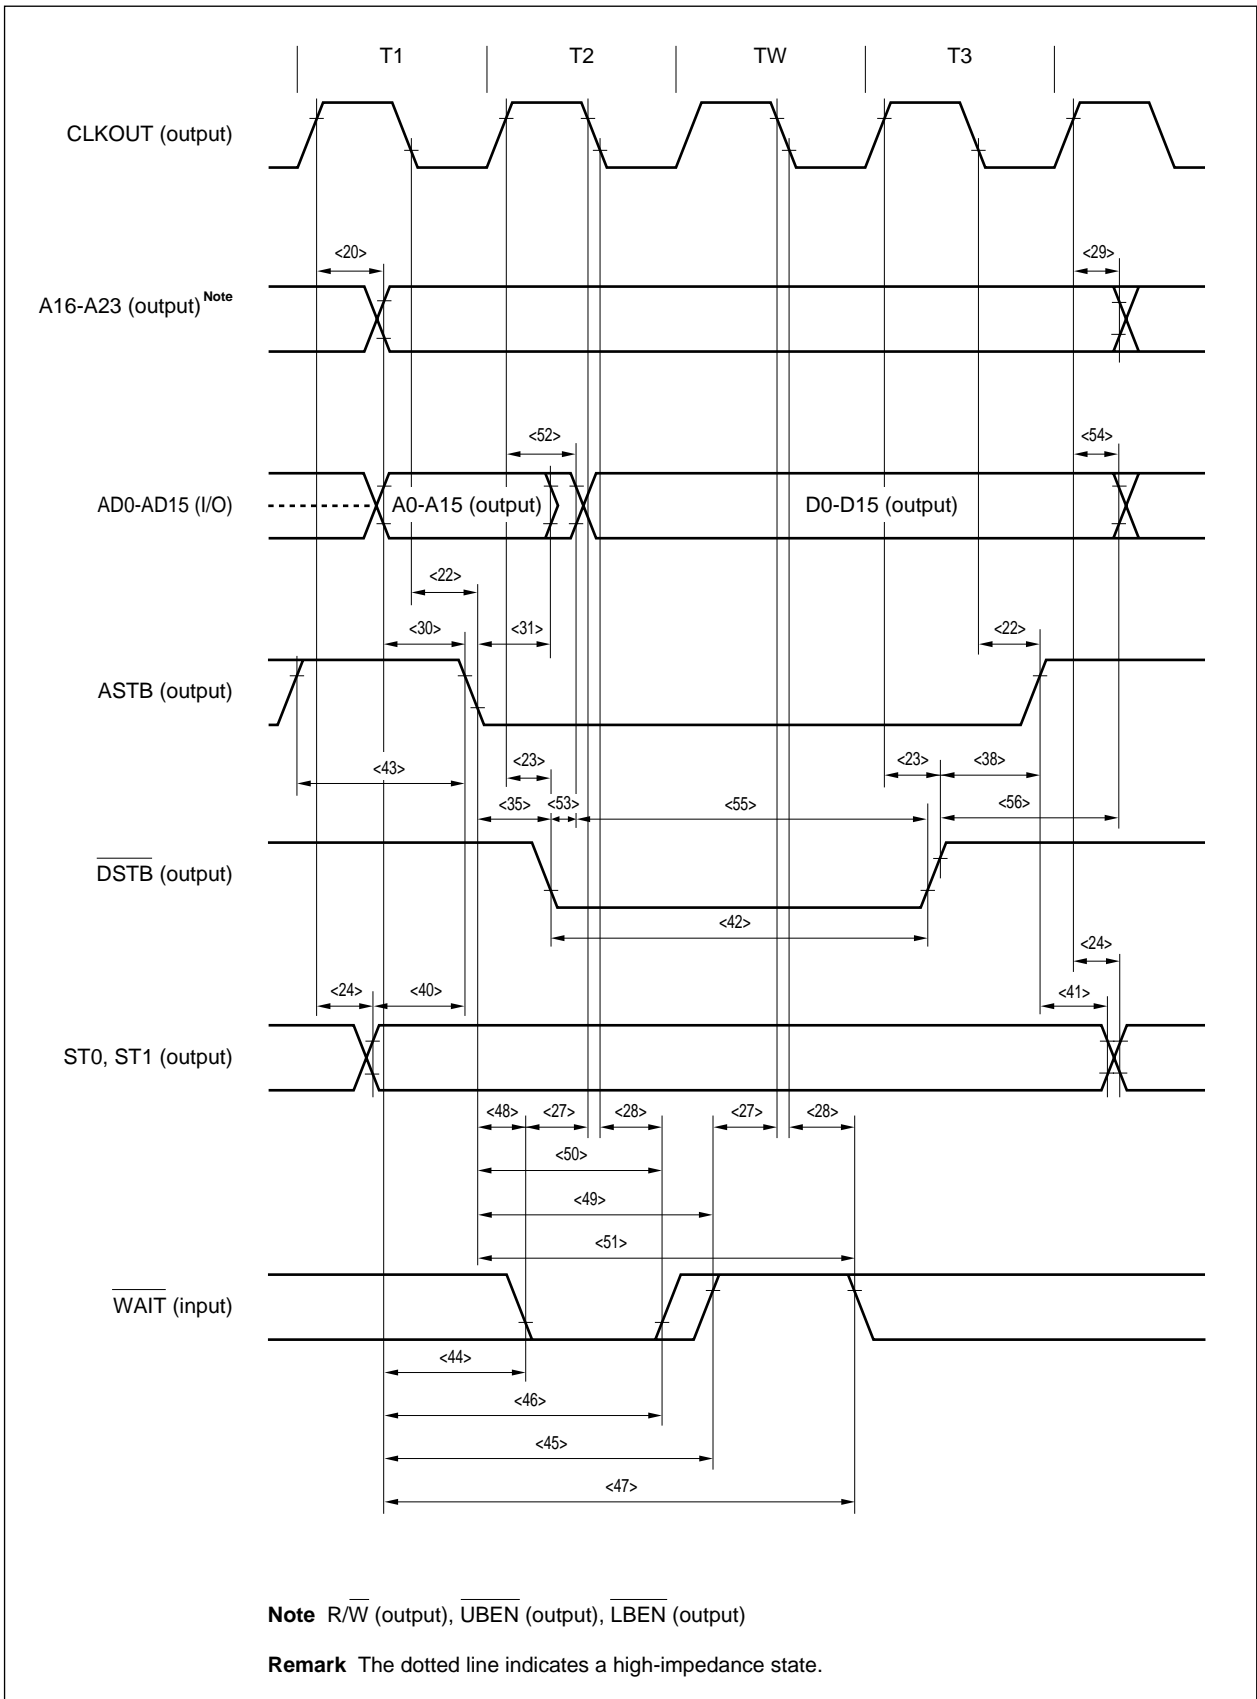 T1 T2 TW T3
CLKOUT (output)
<20> <29>
A16-A23 (output) Note
<52> <54>
AD0-AD15 (I/O) A0-A15 (output) D0-D15 (output)
<22>
<30> <31> <22>
ASTB (output)
<43> <23> <23> <38>
<35> <53> <55> <56>
DSTB (output)
<42>
<24>
<24> <40> <41>
ST0, ST1 (output)
<48> <27> <28> <27> <28>
<50>
<49>
<51>
WAIT (input)
<44>
<46>
<45>
<47>
Note R/W (output), UBEN (output), LBEN (output)
Remark The dotted line indicates a high-impedance state.